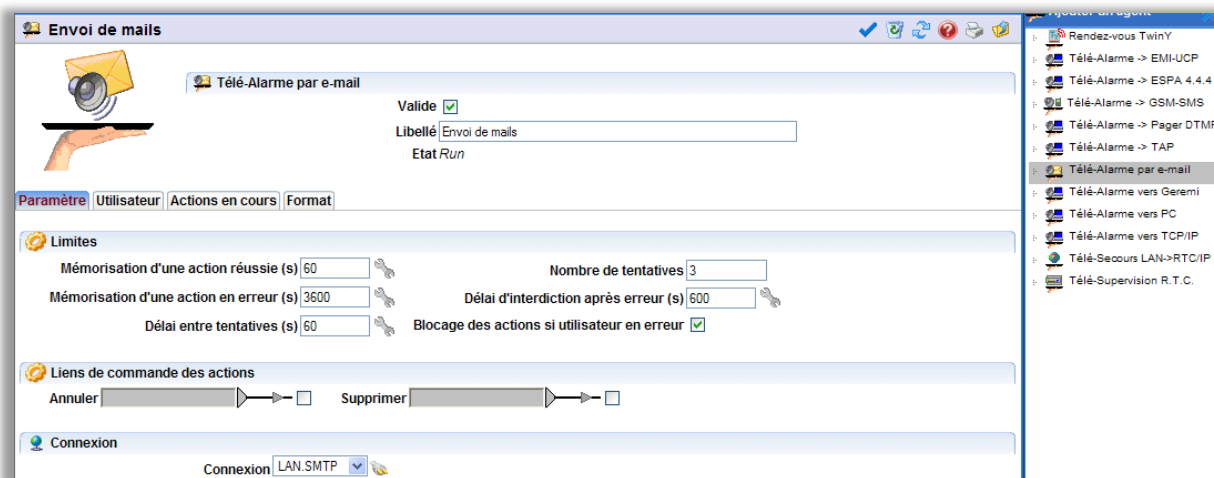 Envoi de mails
Télé-Alarme par e-mail
Valide
Libellé Envoi de mails
Etat Run
Paramètre Utilisateur Actions en cours Format
Limites
Mémorisation d'une action réussie (s) 60 Nombre de tentatives 3
Mémorisation d'une action en erreur (s) 3600 Délai d'interdiction après erreur (s) 600
Délai entre tentatives (s) 60 Blocage des actions si utilisateur en erreur
Liens de commande des actions
Annuler Supprimer
Connexion
Connexion LAN.SMTP
Ajouter un agent
Rendez-vous TwinY
Télé-Alarme -> EMI-UCP
Télé-Alarme -> ESPA 4.4.4
Télé-Alarme -> GSM-SMS
Télé-Alarme -> Pager DTMF
Télé-Alarme -> TAP
Télé-Alarme par e-mail
Télé-Alarme vers Geremi
Télé-Alarme vers PC
Télé-Alarme vers TCP/IP
Télé-Secours LAN->RTC/IP
Télé-Supervision R.T.C.